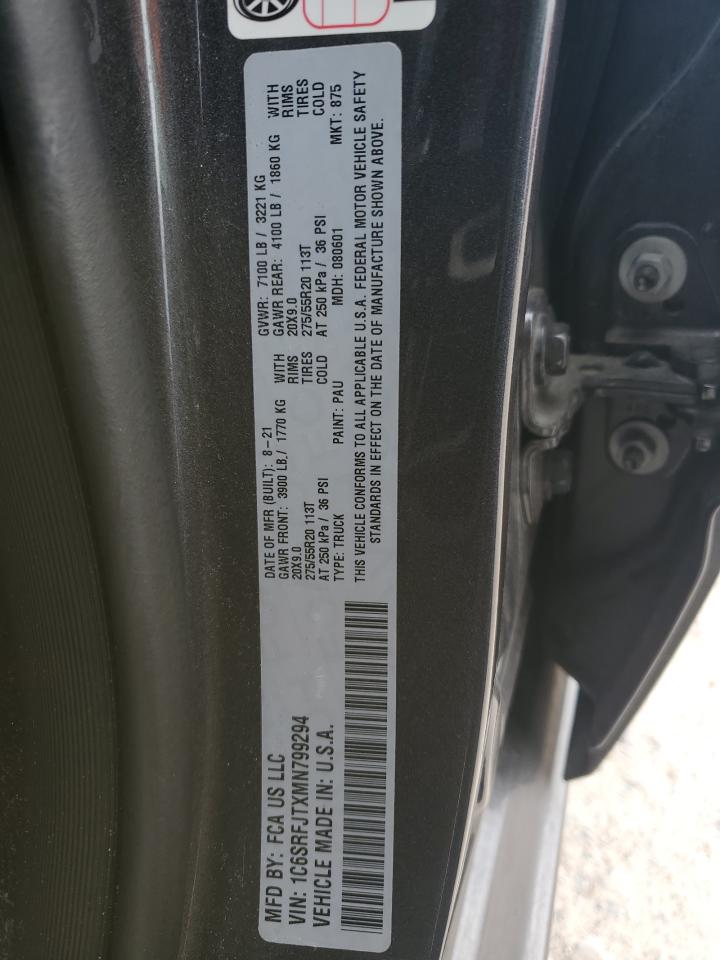 MFD BY: FCA US LLC
VIN: 1C6SRFJTXMN799294
VEHICLE MADE IN: U.S.A.
DATE OF MFR (BUILT): 8-21
GAWR FRONT: 3900 LB / 1770 KG WITH
20X9.0 RIMS
275/55R20 113T TIRES
AT 250 kPa / 36 PSI COLD
TYPE: TRUCK PAINT: PAU
GVWR: 7100 LB / 3221 KG
GAWR REAR: 4100 LB / 1860 KG WITH
20X9.0 RIMS
275/55R20 113T TIRES
AT 250 kPa / 36 PSI COLD
MDH: 080601 MKT: 875
THIS VEHICLE CONFORMS TO ALL APPLICABLE U.S.A. FEDERAL MOTOR VEHICLE SAFETY
STANDARDS IN EFFECT ON THE DATE OF MANUFACTURE SHOWN ABOVE.